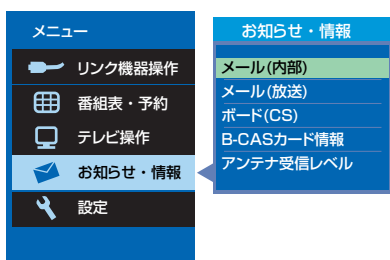 メニュー
リンク機器操作
番組表・予約
テレビ操作
お知らせ・情報
設定
お知らせ・情報
メール(内部)
メール(放送)
ボード(CS)
B-CASカード情報
アンテナ受信レベル